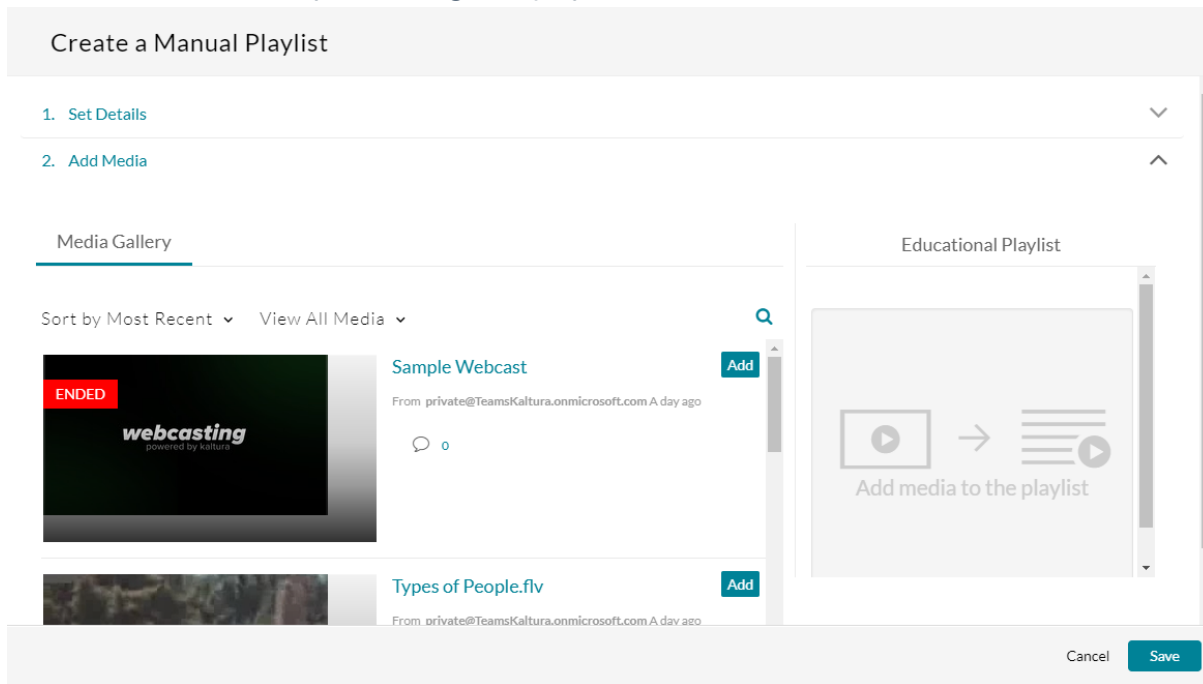 Create a Manual Playlist
1. Set Details
2. Add Media
Media Gallery
Educational Playlist
Sort by Most Recent View All Media
ENDED
webcasting
powered by kaltura
Sample Webcast
Add
From private@TeamsKaltura.onmicrosoft.com A day ago
0
Add media to the playlist
Types of People.flv
Add
From private@TeamsKaltura.onmicrosoft.com A day ago
Cancel Save